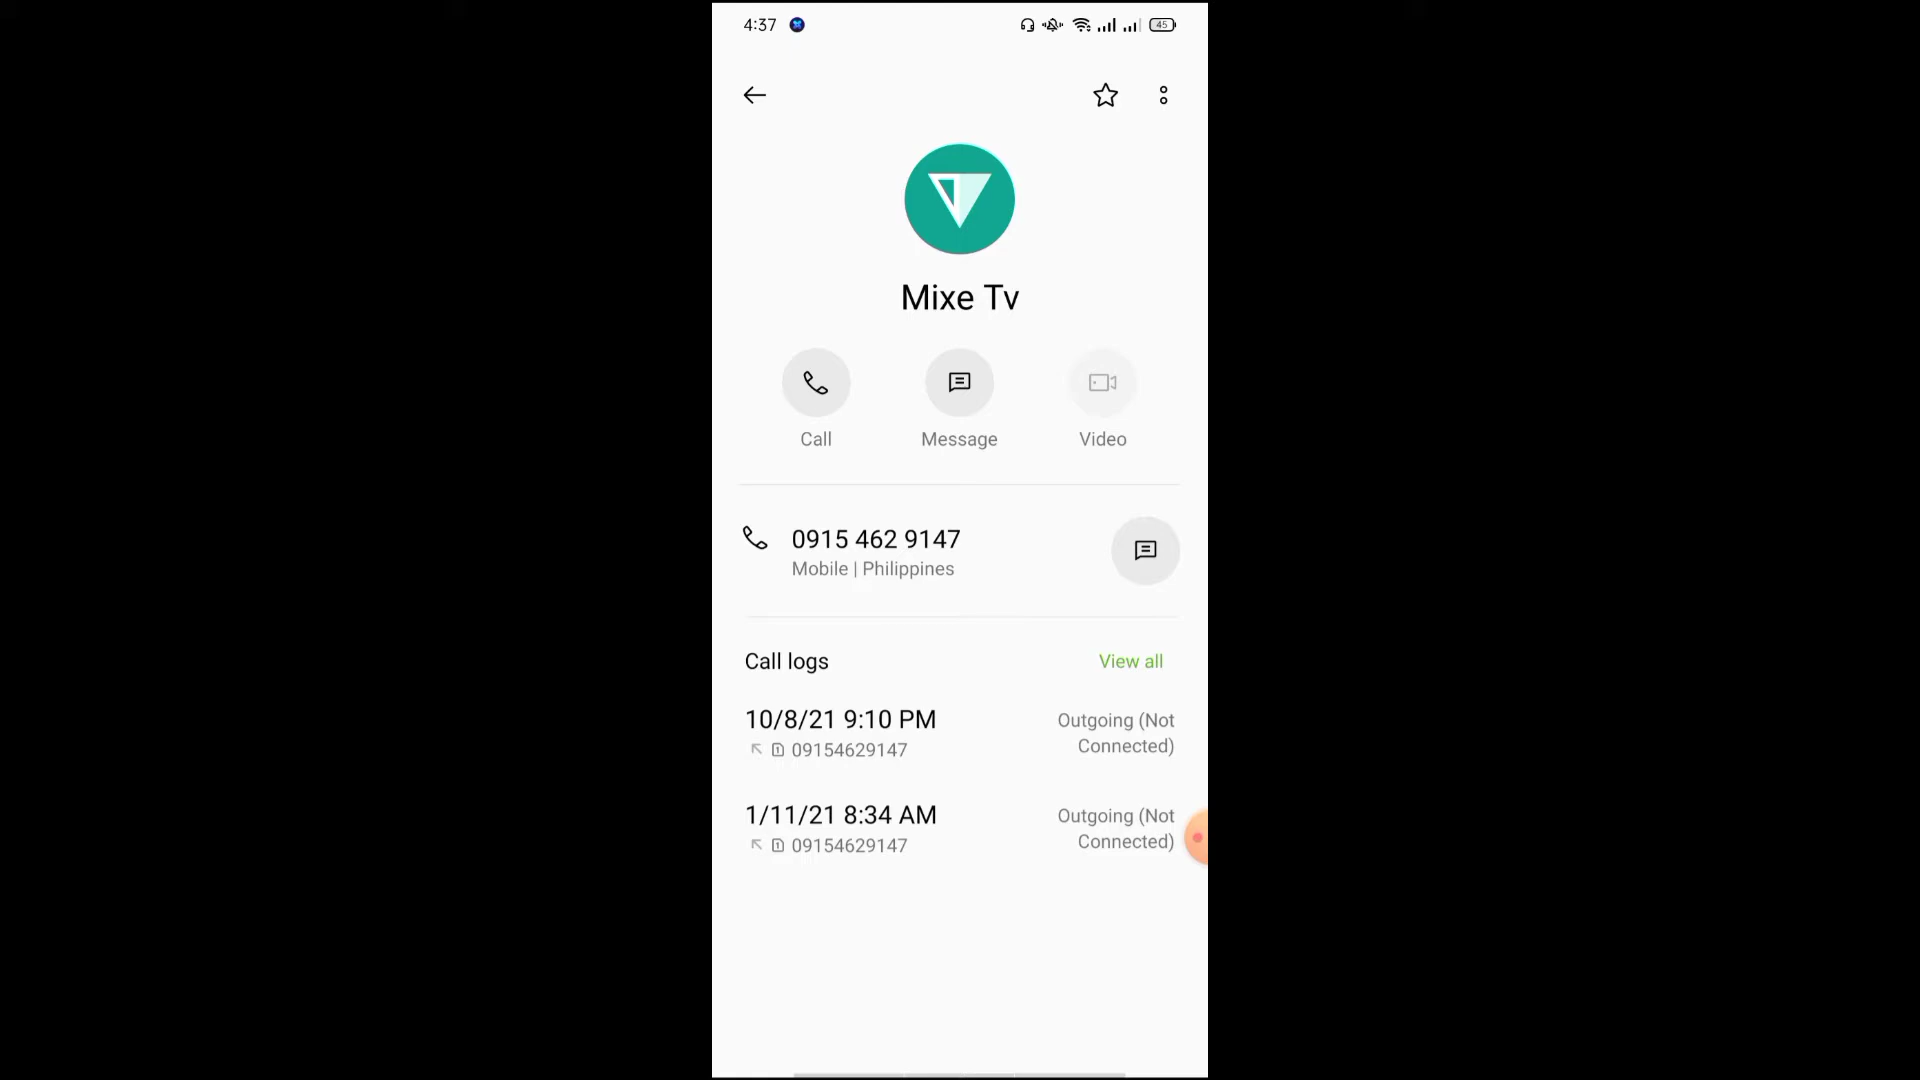 4:37 45
Mixe Tv
Call Message Video
0915 462 9147
Mobile | Philippines
Call logs View all
10/8/21 9:10 PM Outgoing (Not
Connected)
09154629147
1/11/21 8:34 AM Outgoing (Not
Connected)
09154629147